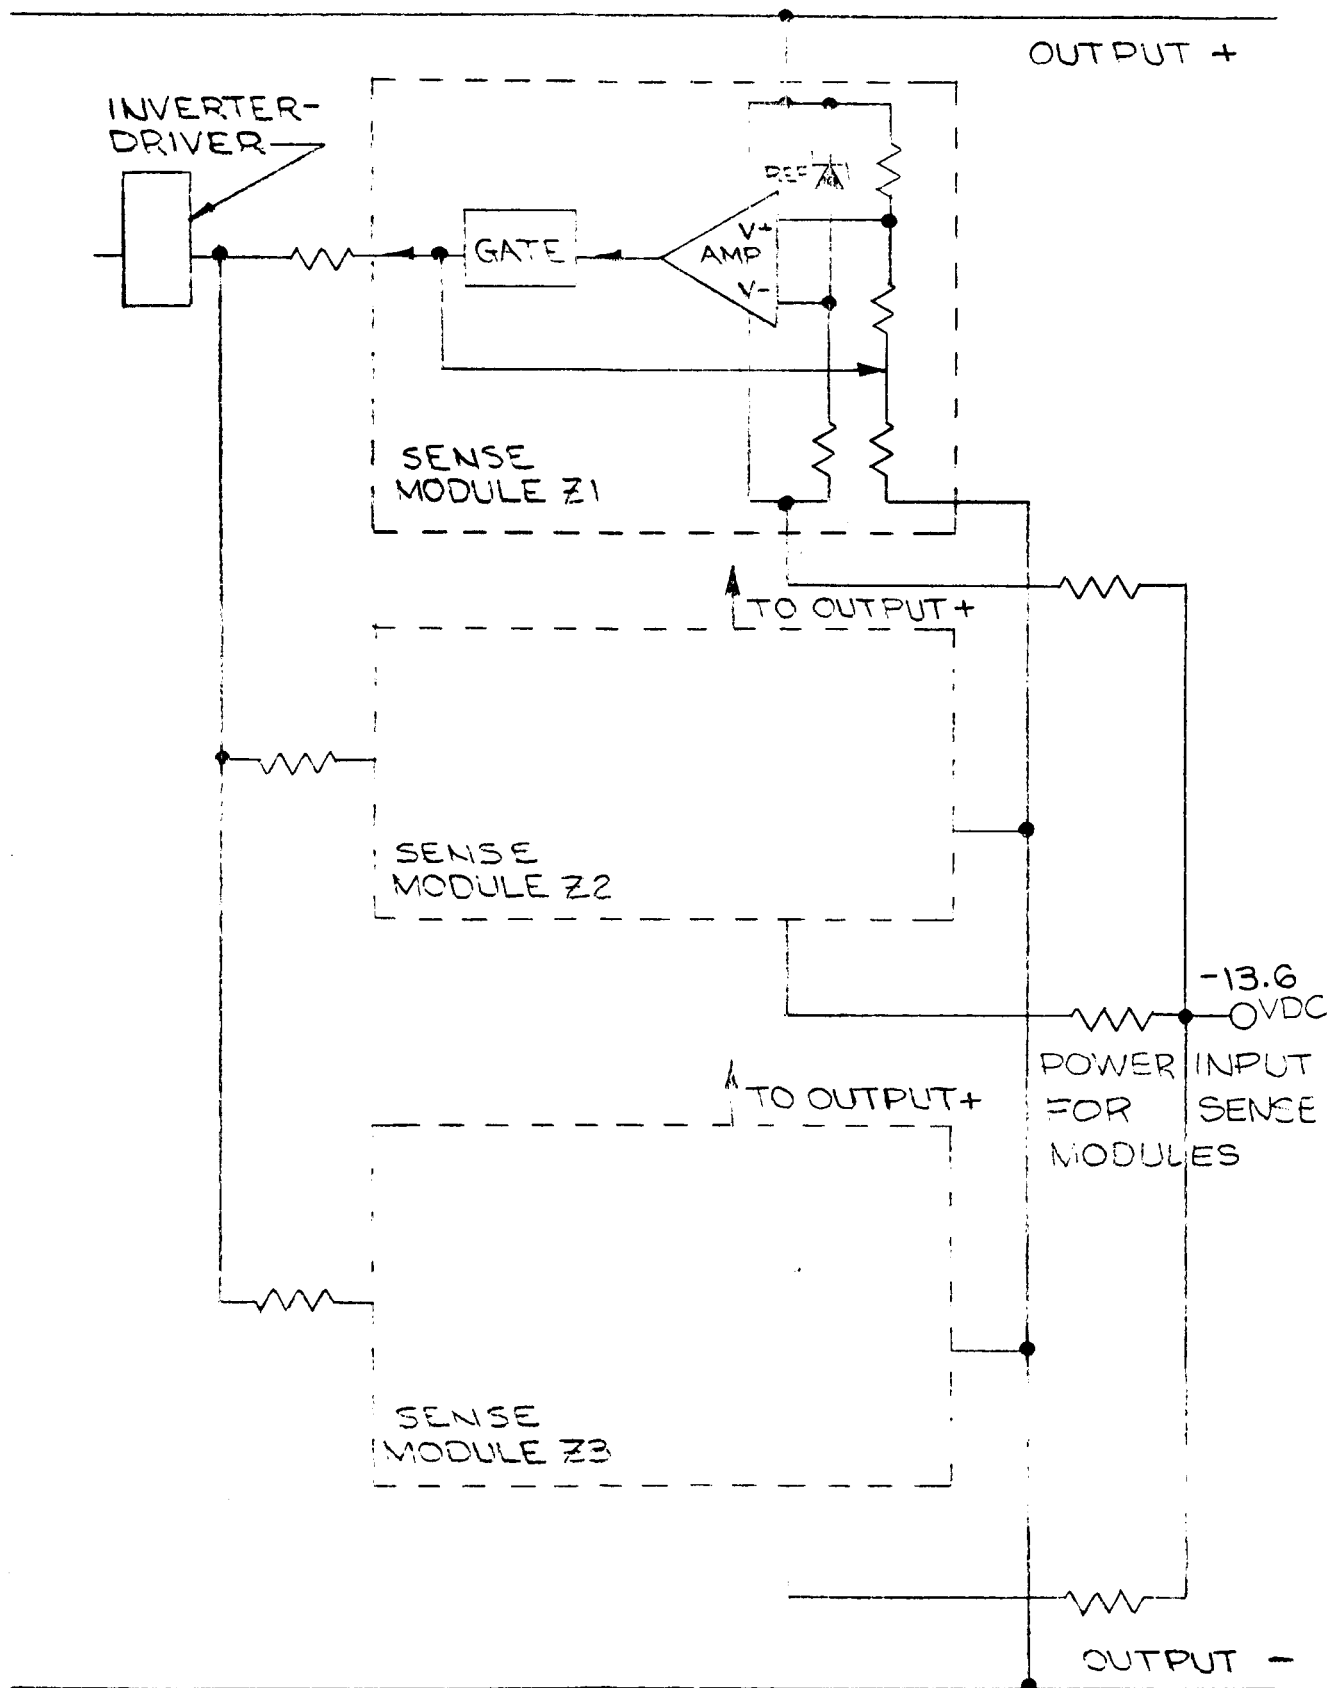 OUTPUT +
INVERTER-
DRIVER
REF
V+
GATE
AMP
V-
SENSE
MODULE Z1
TO OUTPUT +
SENSE
MODULE Z2
-13.6
VDC
POWER INPUT
FOR SENSE
MODULES
TO OUTPUT +
SENSE
MODULE Z3
OUTPUT -